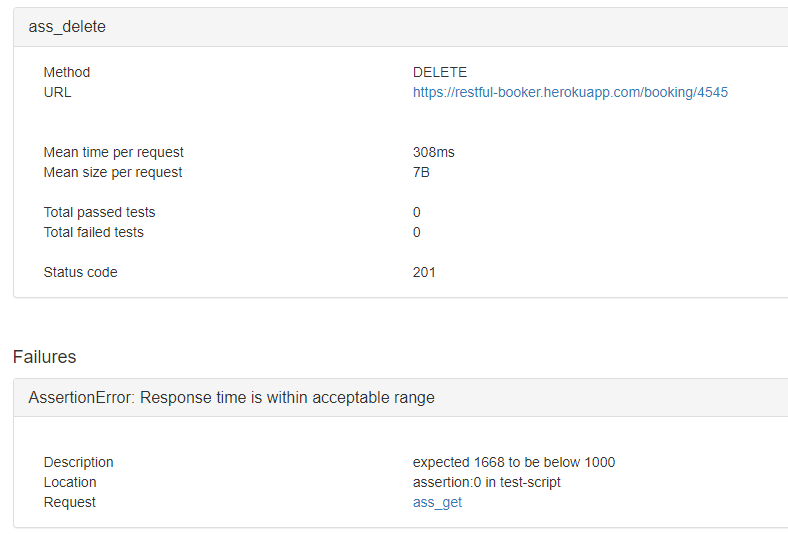 ass_delete
Method DELETE
URL https://restful-booker.herokuapp.com/booking/4545
Mean time per request 308ms
Mean size per request 7B
Total passed tests 0
Total failed tests 0
Status code 201
Failures
AssertionError: Response time is within acceptable range
Description expected 1668 to be below 1000
Location assertion:0 in test-script
Request ass_get